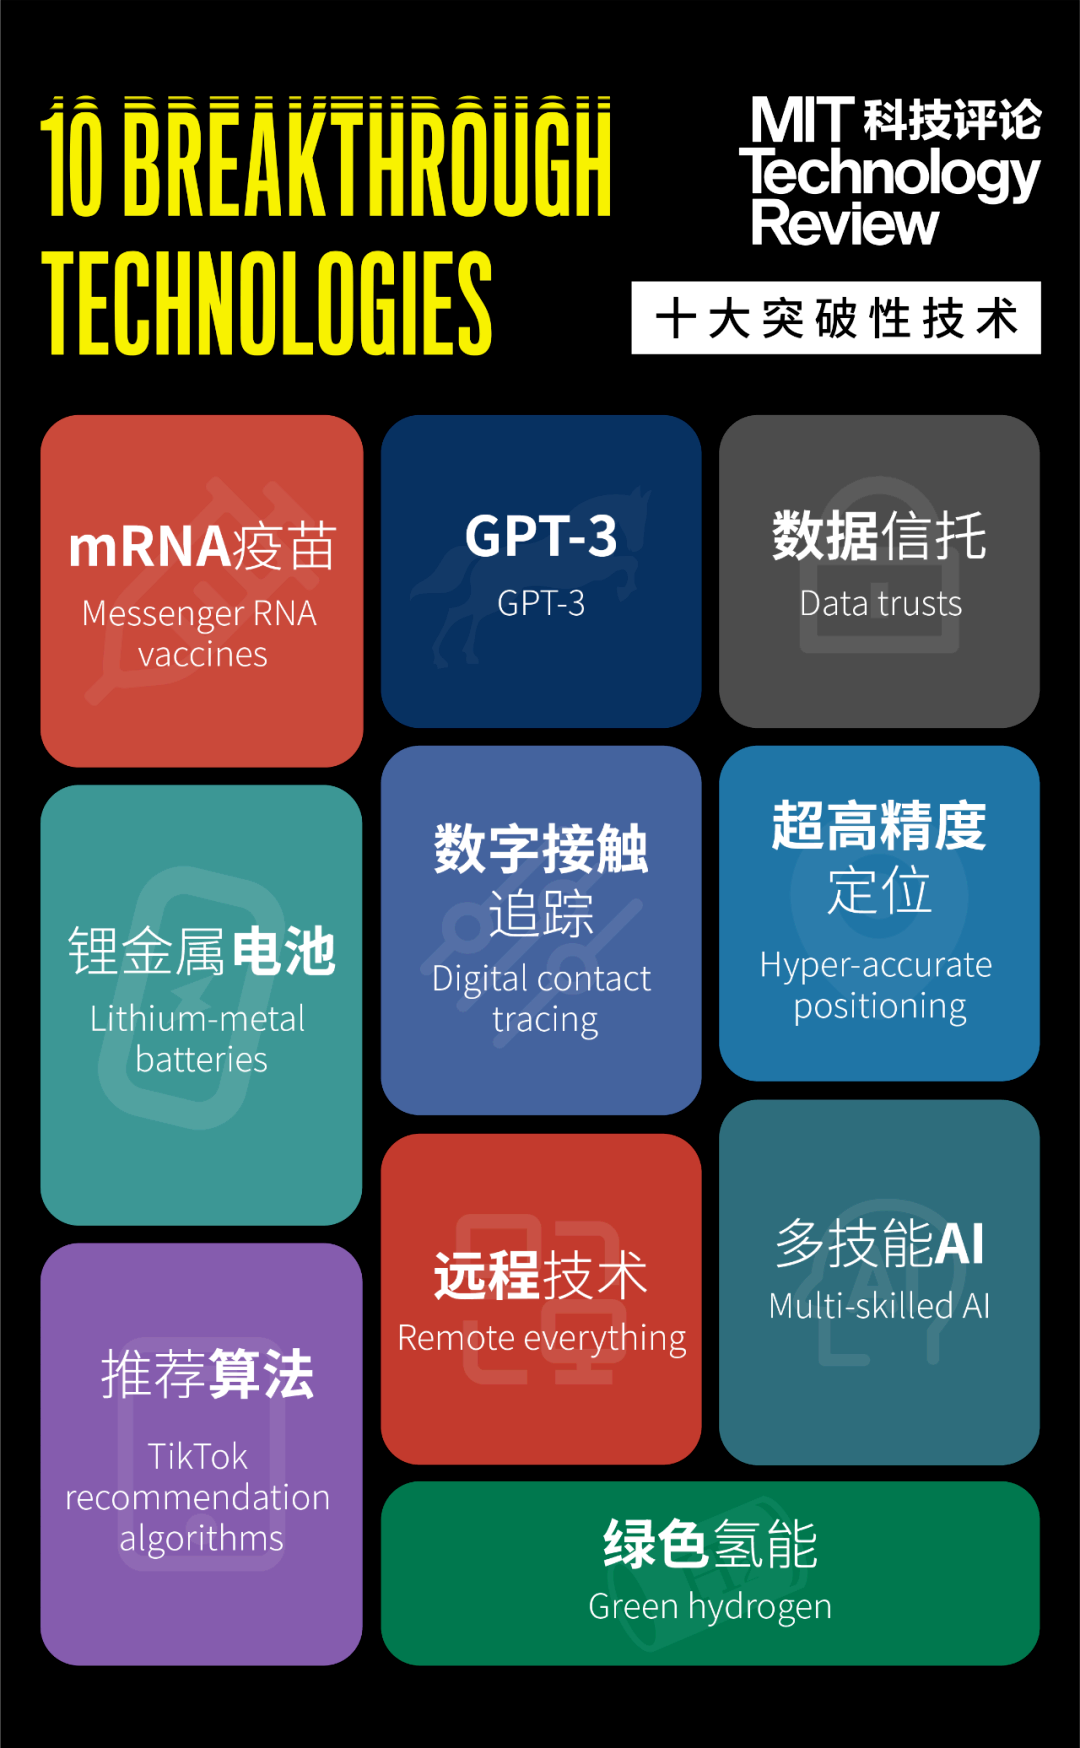 10 BREAKTHROUGH
TECHNOLOGIES
MIT 科技评论
Technology
Review
十大突破性技术
mRNA疫苗
Messenger RNA
vaccines
GPT-3
GPT-3
数据信托
Data trusts
锂金属电池
Lithium-metal
batteries
数字接触
追踪
Digital contact
tracing
超高精度
定位
Hyper-accurate
positioning
推荐算法
TikTok
recommendation
algorithms
远程技术
Remote everything
多技能AI
Multi-skilled AI
绿色氢能
Green hydrogen